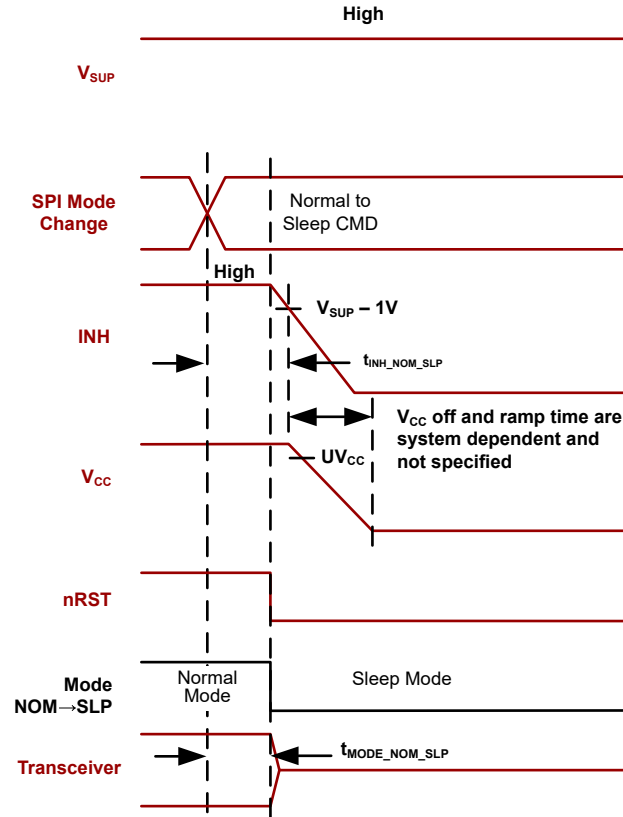 High
VSUP
SPI Mode
Change
Normal to
Sleep CMD
High
INH
VSUP – 1V
tINH_NOM_SLP
VCC off and ramp time are
system dependent and
not specified
VCC
UVCC
nRST
Mode
NOM→SLP
Normal
Mode
Sleep Mode
Transceiver
tMODE_NOM_SLP